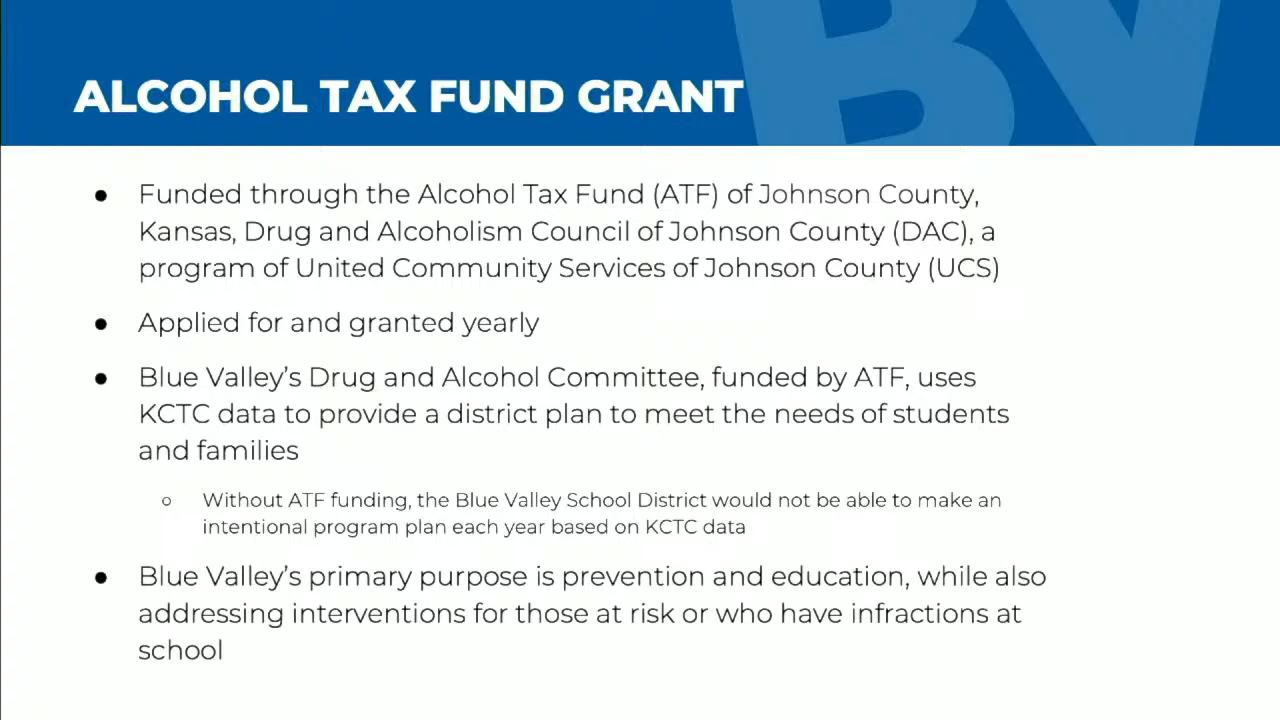 ALCOHOL TAX FUND GRANT
BV
● Funded through the Alcohol Tax Fund (ATF) of Johnson County,
Kansas, Drug and Alcoholism Council of Johnson County (DAC), a
program of United Community Services of Johnson County (UCS)
● Applied for and granted yearly
● Blue Valley’s Drug and Alcohol Committee, funded by ATF, uses
KCTC data to provide a district plan to meet the needs of students
and families
○ Without ATF funding, the Blue Valley School District would not be able to make an
intentional program plan each year based on KCTC data
● Blue Valley’s primary purpose is prevention and education, while also
addressing interventions for those at risk or who have infractions at
school